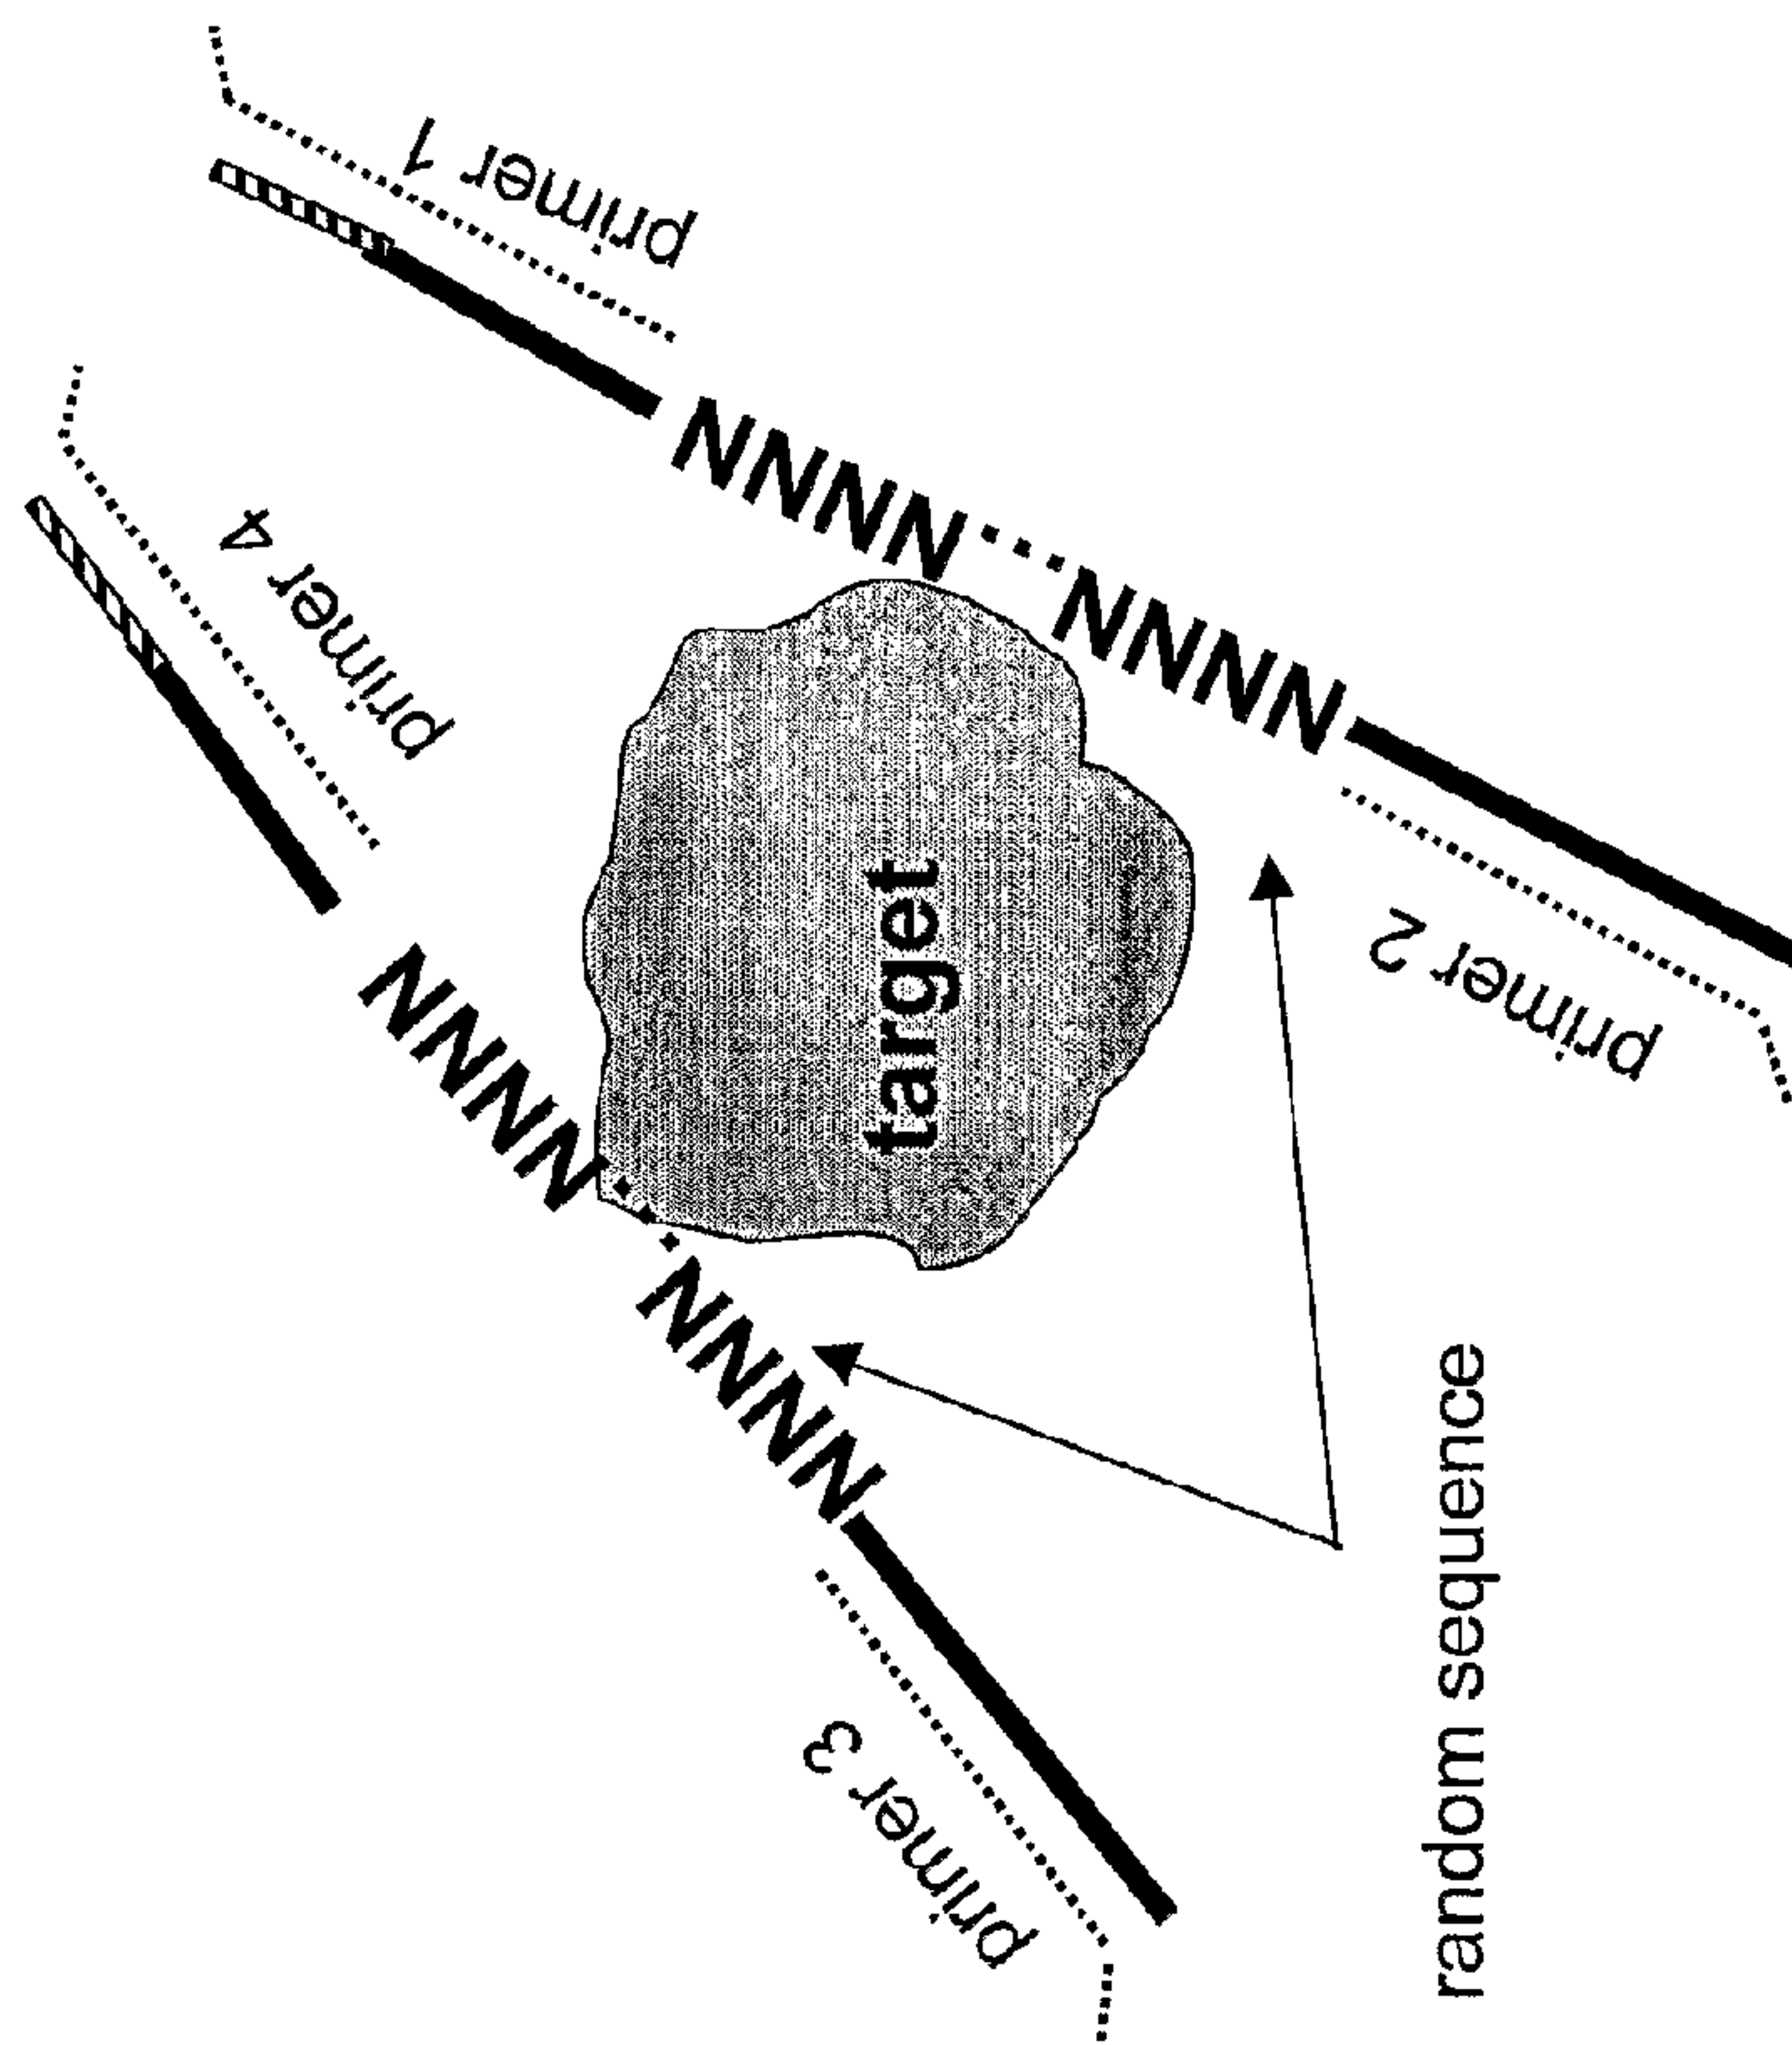 primer 4
primer 3
NNNN...NNNN
target
primer 1
NNNN...NNNN
primer 2
random sequence